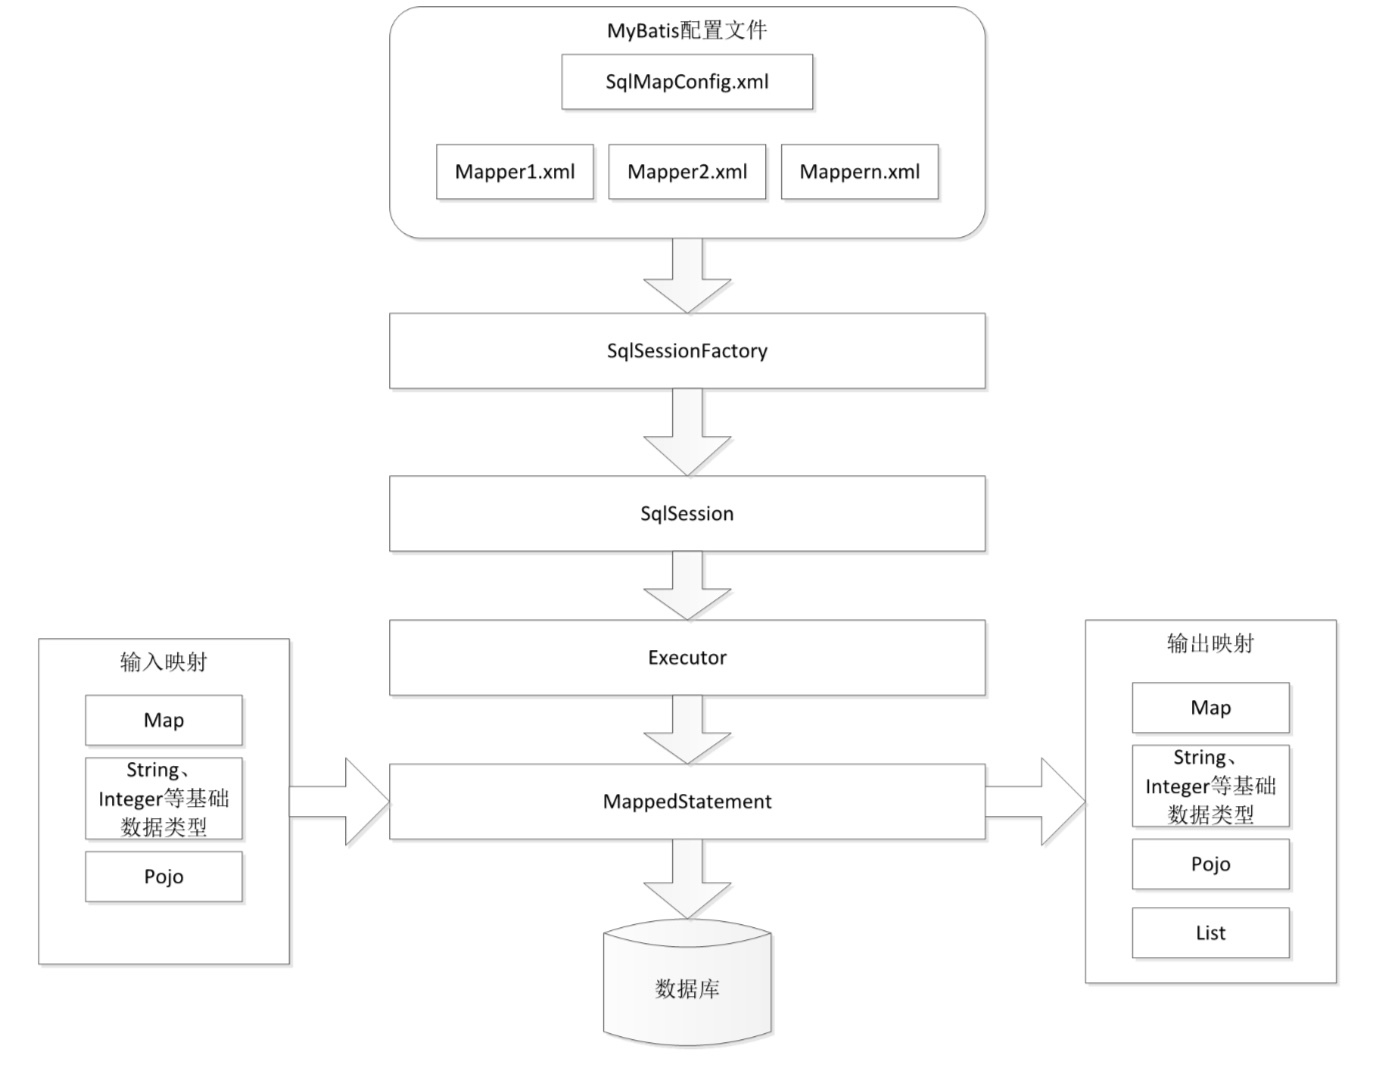 MyBatis配置文件
SqlMapConfig.xml
Mapper1.xml
Mapper2.xml
Mappern.xml
SqlSessionFactory
SqlSession
Executor
输入映射
Map
String、
Integer等基础
数据类型
Pojo
MappedStatement
输出映射
Map
String、
Integer等基础
数据类型
Pojo
List
数据库